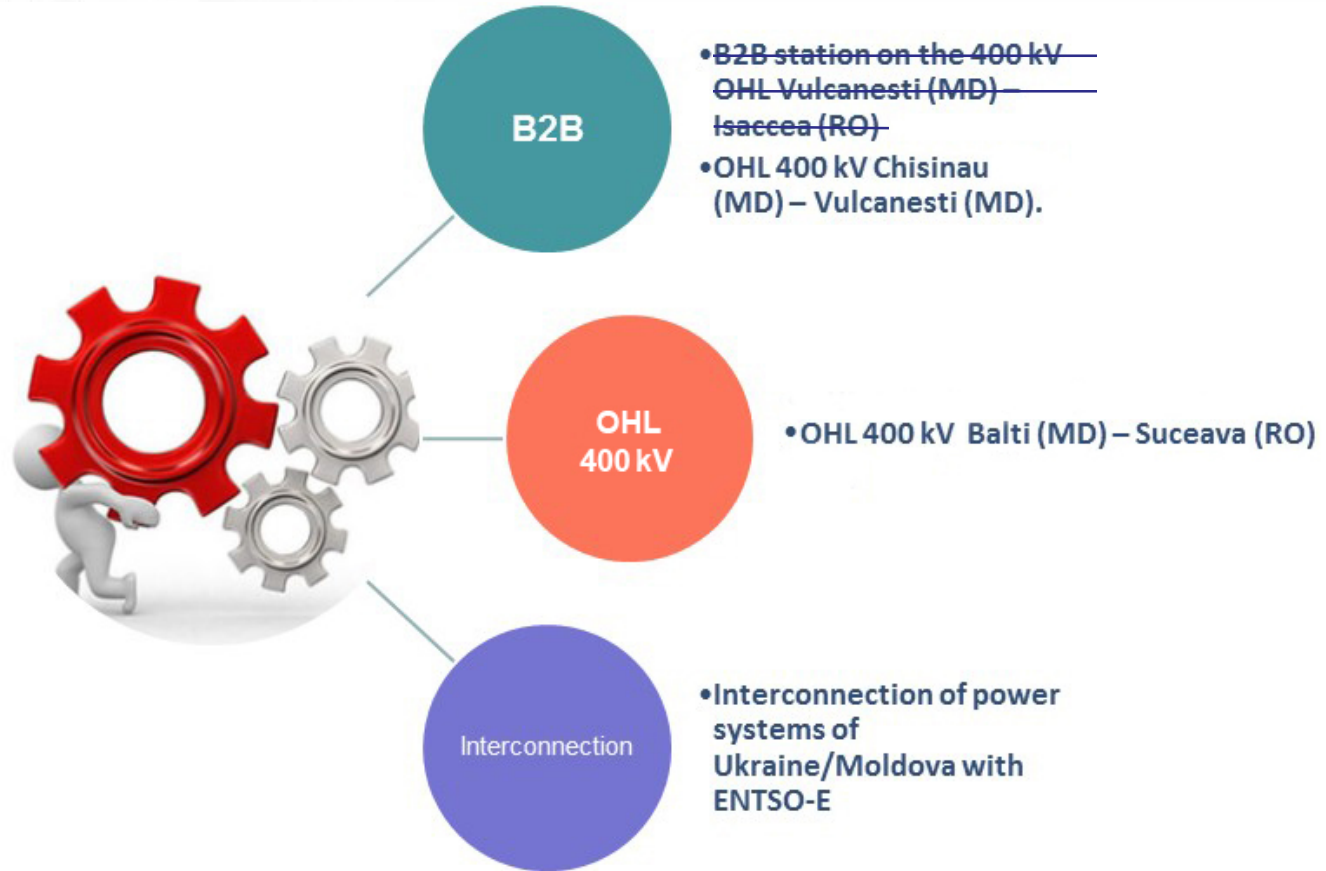 B2B
•B2B station on the 400 kV
OHL Vulcanesti (MD) –
Isaccea (RO)
•OHL 400 kV Chisinau
(MD) – Vulcanesti (MD).
OHL
400 kV
•OHL 400 kV Balti (MD) – Suceava (RO)
Interconnection
•Interconnection of power
systems of
Ukraine/Moldova with
ENTSO-E